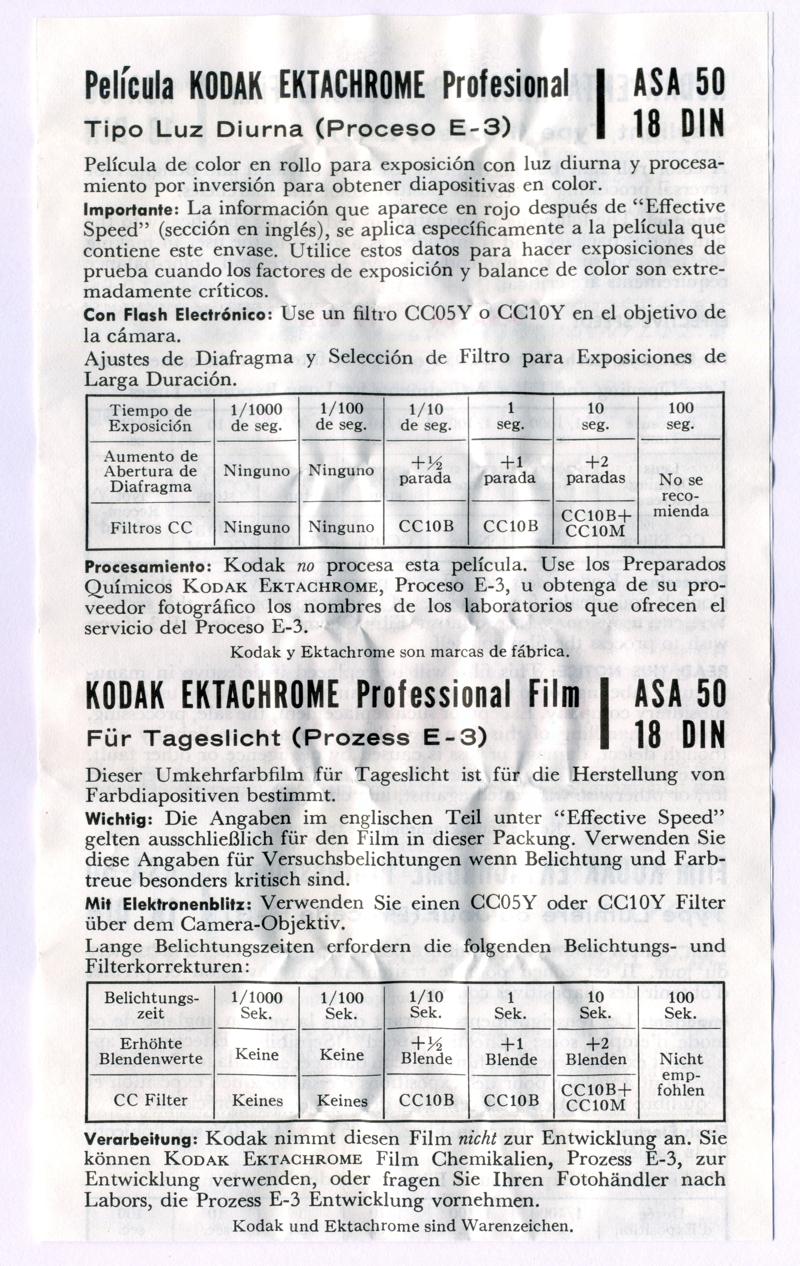 Película KODAK EKTACHROME Profesional | ASA 50
Tipo Luz Diurna (Proceso E-3) | 18 DIN
Película de color en rollo para exposición con luz diurna y procesa-
miento por inversión para obtener diapositivas en color.
Importante: La información que aparece en rojo después de “Effective
Speed” (sección en inglés), se aplica específicamente a la película que
contiene este envase. Utilice estos datos para hacer exposiciones de
prueba cuando los factores de exposición y balance de color son extre-
madamente críticos.
Con Flash Electrónico: Use un filtro CC05Y o CC10Y en el objetivo de
la cámara.
Ajustes de Diafragma y Selección de Filtro para Exposiciones de
Larga Duración.
Tiempo de Exposición | 1/1000 de seg. | 1/100 de seg. | 1/10 de seg. | 1 seg. | 10 seg. | 100 seg.
Aumento de Abertura de Diafragma | Ninguno | Ninguno | +½ parada | +1 parada | +2 paradas | No se reco-mienda
Filtros CC | Ninguno | Ninguno | CC10B | CC10B | CC10B+ CC10M
Procesamiento: Kodak no procesa esta película. Use los Preparados
Químicos KODAK EKTACHROME, Proceso E-3, u obtenga de su pro-
veedor fotográfico los nombres de los laboratorios que ofrecen el
servicio del Proceso E-3.
Kodak y Ektachrome son marcas de fábrica.
KODAK EKTACHROME Professional Film | ASA 50
Für Tageslicht (Prozess E-3) | 18 DIN
Dieser Umkehrfarbfilm für Tageslicht ist für die Herstellung von
Farbdiapositiven bestimmt.
Wichtig: Die Angaben im englischen Teil unter “Effective Speed”
gelten ausschließlich für den Film in dieser Packung. Verwenden Sie
diese Angaben für Versuchsbelichtungen wenn Belichtung und Farb-
treue besonders kritisch sind.
Mit Elektronenblitz: Verwenden Sie einen CC05Y oder CC10Y Filter
über dem Camera-Objektiv.
Lange Belichtungszeiten erfordern die folgenden Belichtungs- und
Filterkorrekturen:
Belichtungs-zeit | 1/1000 Sek. | 1/100 Sek. | 1/10 Sek. | 1 Sek. | 10 Sek. | 100 Sek.
Erhöhte Blendenwerte | Keine | Keine | +½ Blende | +1 Blende | +2 Blenden | Nicht emp-fohlen
CC Filter | Keines | Keines | CC10B | CC10B | CC10B+ CC10M
Verarbeitung: Kodak nimmt diesen Film nicht zur Entwicklung an. Sie
können KODAK EKTACHROME Film Chemikalien, Prozess E-3, zur
Entwicklung verwenden, oder fragen Sie Ihren Fotohändler nach
Labors, die Prozess E-3 Entwicklung vornehmen.
Kodak und Ektachrome sind Warenzeichen.